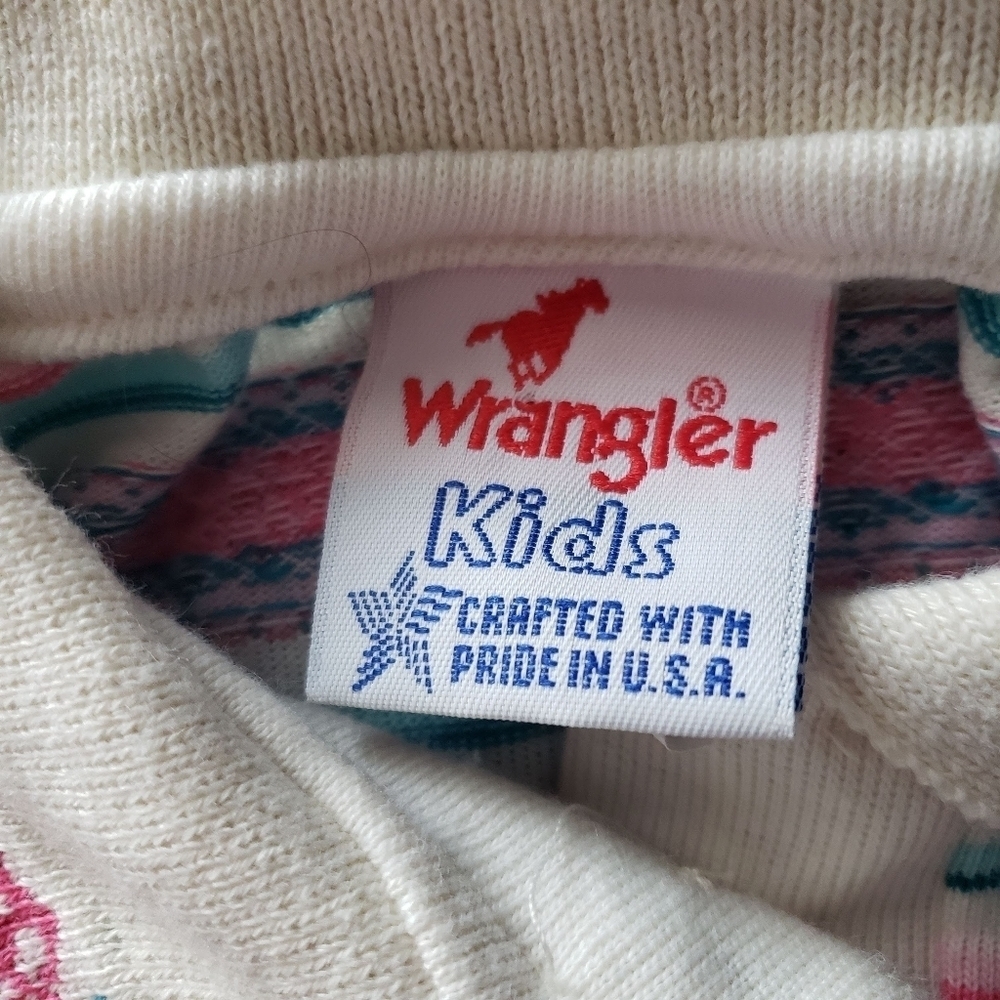 Wrangler®
Kids
CRAFTED WITH
PRIDE IN U.S.A.